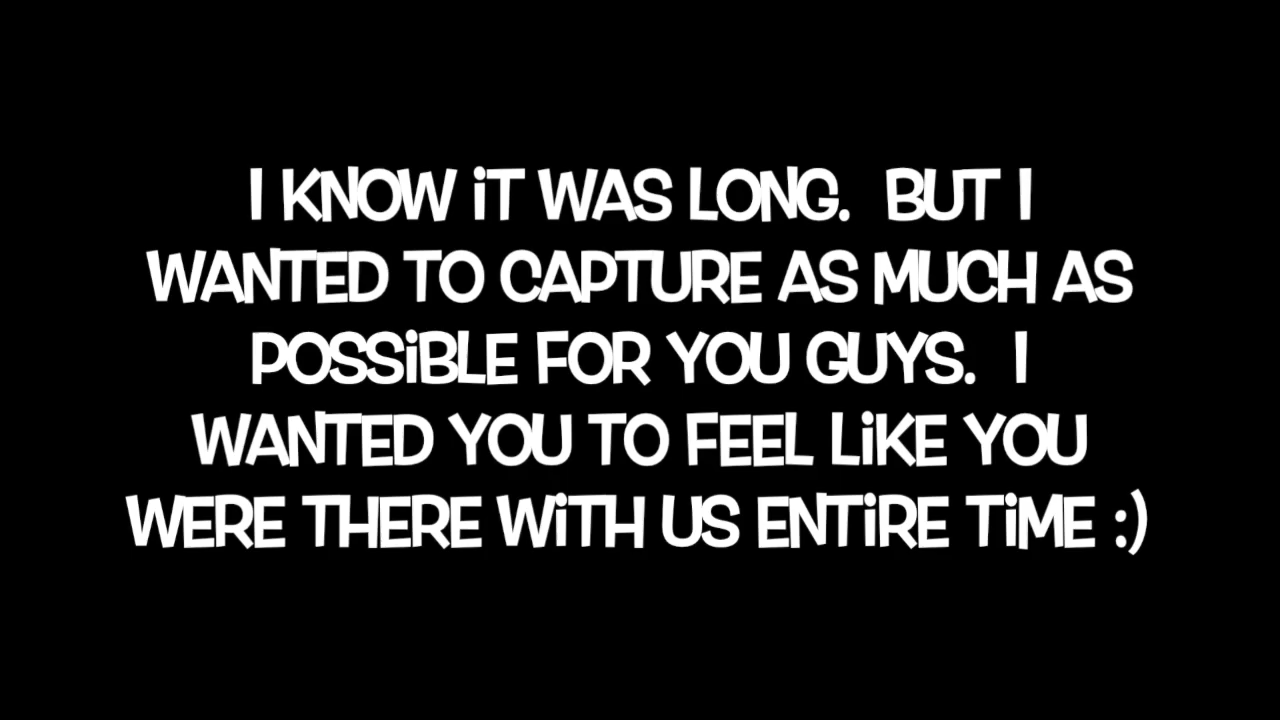 I KNOW iT WAS LONG.  BUT I
WANTED TO CAPTURE AS MUCH AS
POSSiBLE FOR YOU GUYS.  I
WANTED YOU TO FEEL LiKE YOU
WERE THERE WiTH US ENTiRE TiME :)